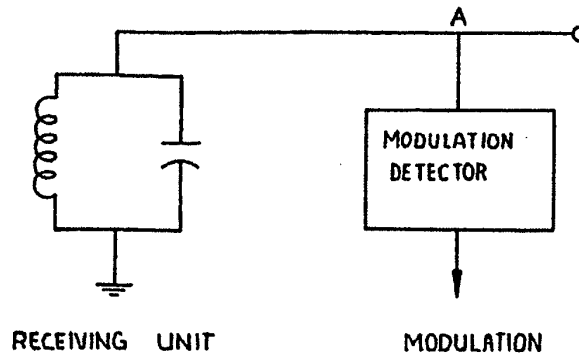 A
MODULATION
DETECTOR
RECEIVING UNIT
MODULATION